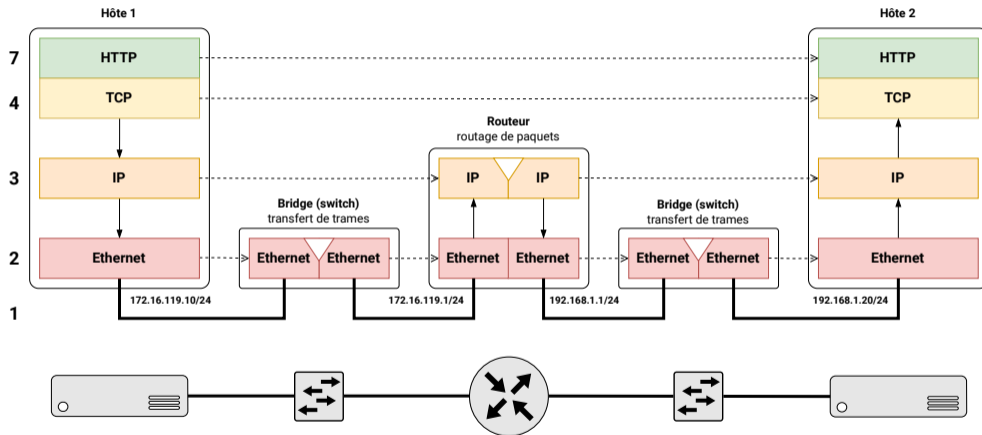 Hôte 1
Hôte 2
7
HTTP
HTTP
4
TCP
TCP
Routeur
routage de paquets
3
IP
IP
IP
IP
Bridge (switch)
transfert de trames
Bridge (switch)
transfert de trames
2
Ethernet
Ethernet
Ethernet
Ethernet
Ethernet
Ethernet
Ethernet
Ethernet
172.16.119.10/24
172.16.119.1/24
192.168.1.1/24
192.168.1.20/24
1